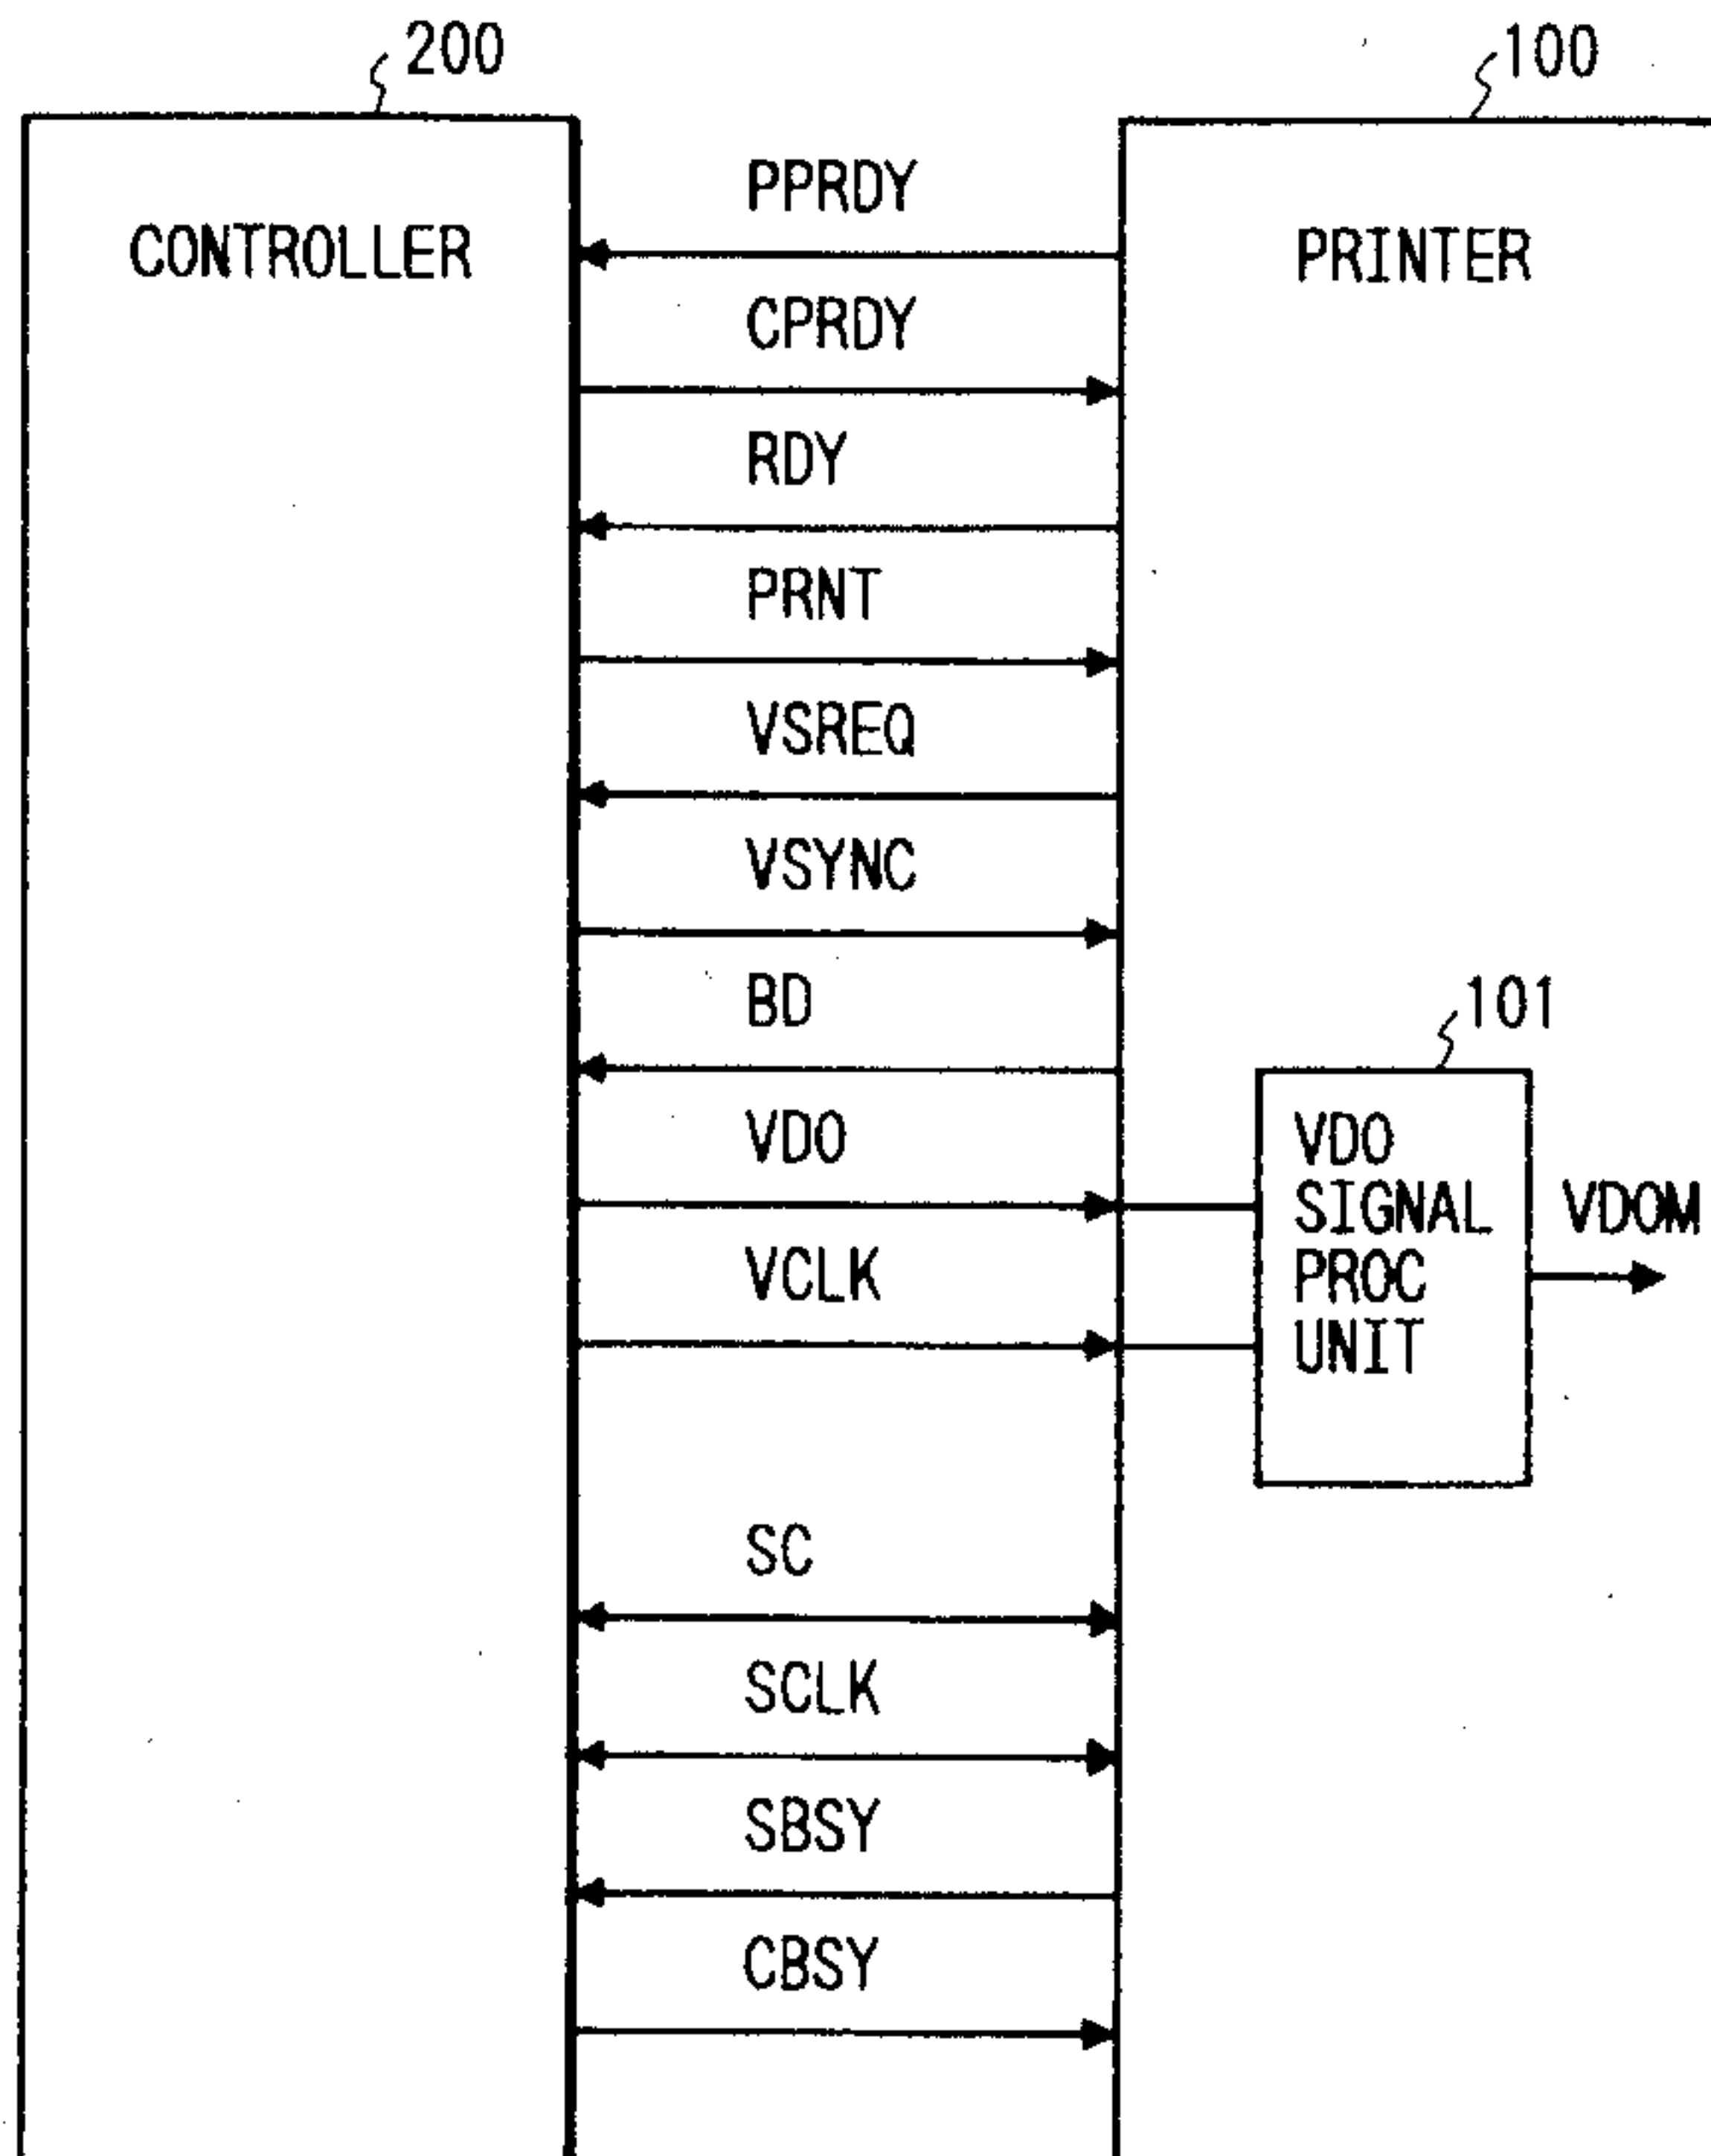 200
100
CONTROLLER
PRINTER
PPRDY
CPRDY
RDY
PRNT
VSREQ
VSYNC
BD
VDO
VCLK
101
VDO
SIGNAL
PROC
UNIT
VDOM
SC
SCLK
SBSY
CBSY